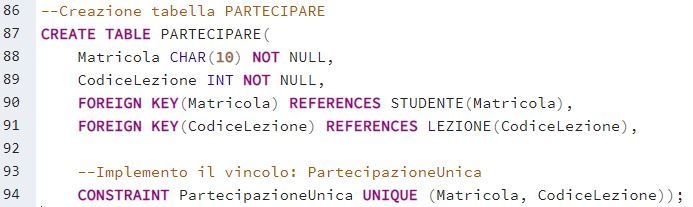 86 --Creazione tabella PARTECIPARE
87 CREATE TABLE PARTECIPARE(
88     Matricola CHAR(10) NOT NULL,
89     CodiceLezione INT NOT NULL,
90     FOREIGN KEY(Matricola) REFERENCES STUDENTE(Matricola),
91     FOREIGN KEY(CodiceLezione) REFERENCES LEZIONE(CodiceLezione),
92
93     --Implemento il vincolo: PartecipazioneUnica
94     CONSTRAINT PartecipazioneUnica UNIQUE (Matricola, CodiceLezione));